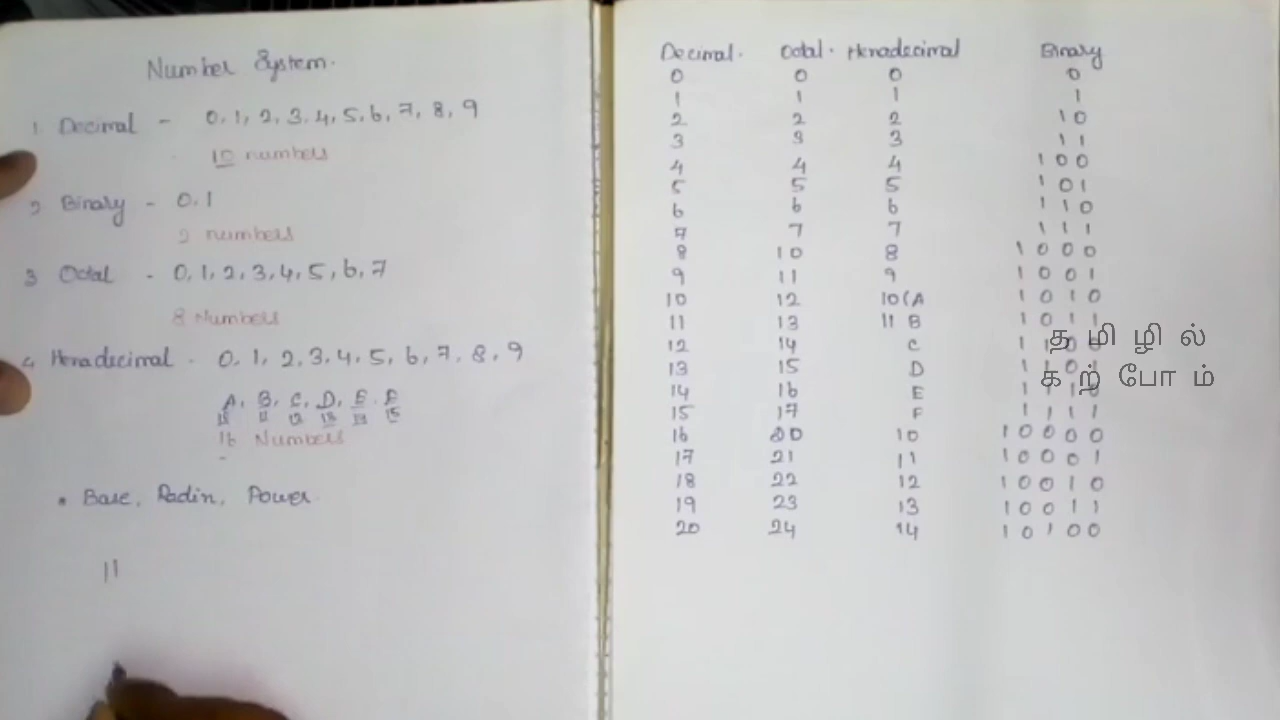 Number System.
1 Decimal - 0, 1, 2, 3, 4, 5, 6, 7, 8, 9
10 numbers
2 Binary - 0, 1
2 numbers
3 Octal - 0, 1, 2, 3, 4, 5, 6, 7
8 Numbers
4 Hexadecimal - 0, 1, 2, 3, 4, 5, 6, 7, 8, 9
A, B, C, D, E, F
10 11 12 13 14 15
16 Numbers
• Base, Radix, Power.
11
Decimal. Octal. Hexadecimal Binary
0 0 0 0
1 1 1 1
2 2 2 10
3 3 3 11
4 4 4 100
5 5 5 101
6 6 6 110
7 7 7 111
8 10 8 1000
9 11 9 1001
10 12 10(A 1010
11 13 11 B 1011
12 14 C 1100
13 15 D 1101
14 16 E 1110
15 17 F 1111
16 20 10 10000
17 21 11 10001
18 22 12 10010
19 23 13 10011
20 24 14 10100
தமிழில்
கற்போம்